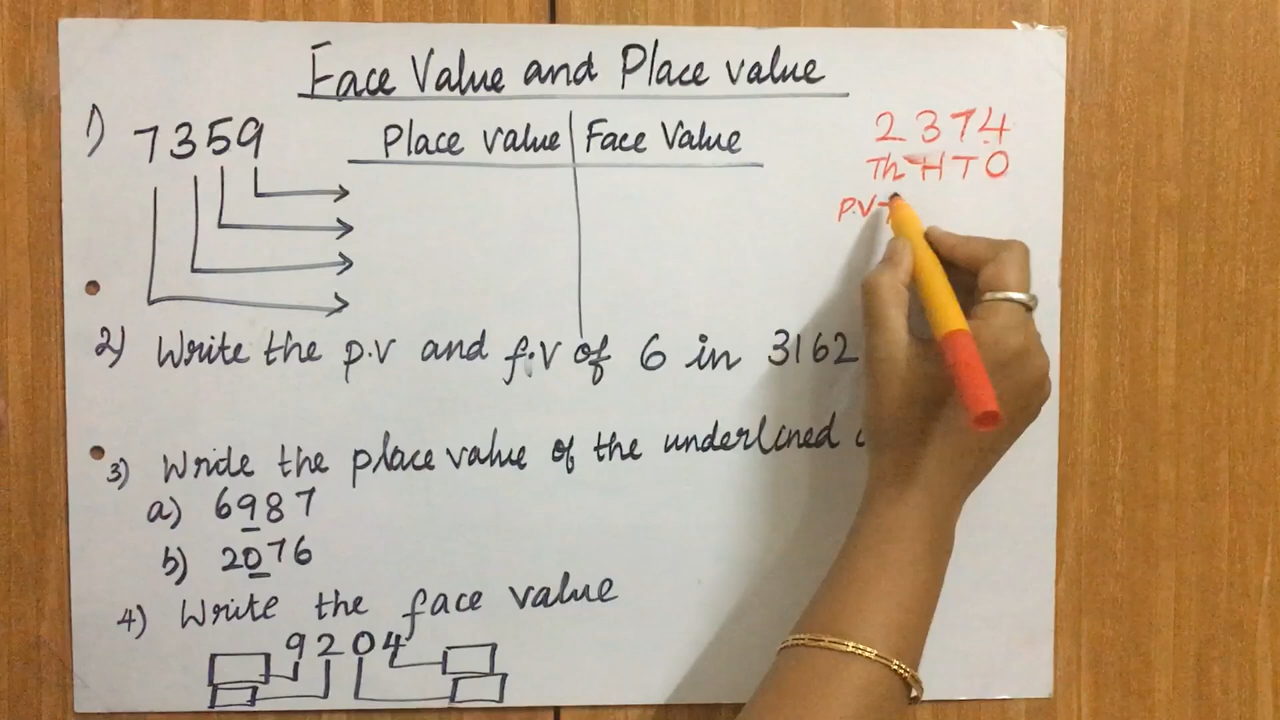 Face Value and Place value
1) 7359
Place value Face Value
2374
Th H T O
P.V
2) Write the p.v and f.v of 6 in 3162
3) Write the place value of the underlined
a) 6987
b) 2076
4) Write the face value
9204